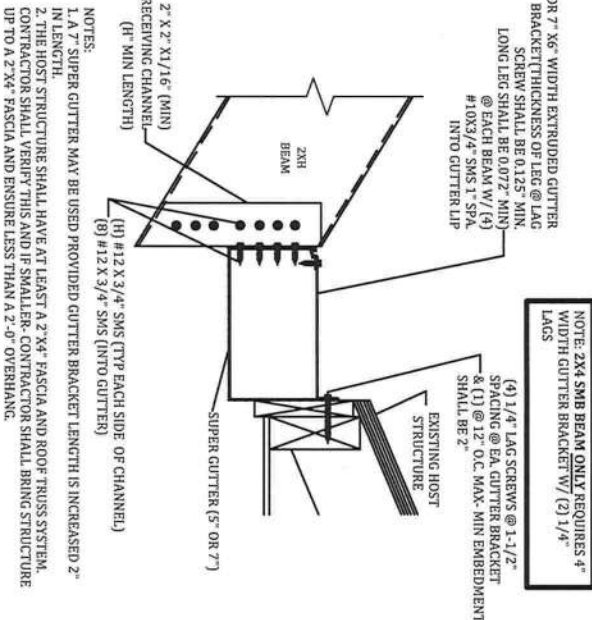 OR 7" X6" WIDTH EXTRUDED GUTTER
BRACKET(THICKNESS OF LEG @ LAG
SCREW SHALL BE 0.125" MIN.
LONG LEG SHALL BE 0.072" MIN)
@ EACH BEAM W/ (4)
#10X3/4" SMS 1" SPA.
INTO GUTTER LIP
NOTE: 2X4 SMB BEAM ONLY REQUIRES 4"
WIDTH GUTTER BRACKET W/ (2) 1/4"
LAGS
(4) 1/4" LAG SCREWS @ 1-1/2"
SPACING @ EA. GUTTER BRACKET
& (1) @ 12" O.C. MAX- MIN EMBEDMENT
SHALL BE 2"
EXISTING HOST
STRUCTURE
2XH
BEAM
2" X 2" X1/16" (MIN)
RECEIVING CHANNEL
(H" MIN LENGTH)
SUPER GUTTER (5" OR 7")
(H) #12 X 3/4" SMS (TYP EACH SIDE OF CHANNEL)
(8) #12 X 3/4" SMS (INTO GUTTER)
NOTES:
1. A 7" SUPER GUTTER MAY BE USED PROVIDED GUTTER BRACKET LENGTH IS INCREASED 2"
IN LENGTH.
2. THE HOST STRUCTURE SHALL HAVE AT LEAST A 2"X4" FASCIA AND ROOF TRUSS SYSTEM.
CONTRACTOR SHALL VERIFY THIS AND IF SMALLER- CONTRACTOR SHALL BRING STRUCTURE
UP TO A 2"X4" FASCIA AND ENSURE LESS THAN A 2'-0" OVERHANG.